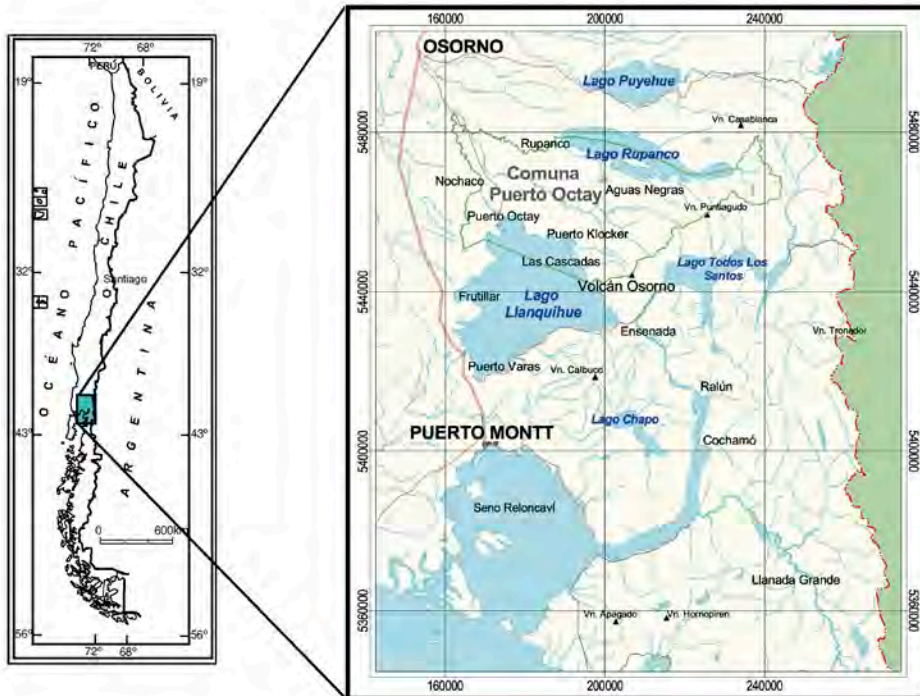 72° 68°
PERÚ
BOLIVIA
19° 19°
OCÉANO PACÍFICO
CHILE
Santiago
32° 32°
ARGENTINA
43° 43°
0 600km
56° 56°
72° 68°
160000 200000 240000
OSORNO
Lago Puyehue
Vn. Casablanca
5480000 5480000
Rupanco
Lago Rupanco
Comuna
Puerto Octay
Nochaco
Aguas Negras
Vn. Puntiagudo
Puerto Octay
Puerto Klocker
Las Cascadas
Lago Todos Los
Santos
Volcán Osorno
5440000 5440000
Frutillar
Lago
Llanquihue
Ensenada
Vn. Tronador
Puerto Varas
Vn. Calbuco
Ralún
Lago Chapo
PUERTO MONTT
Cochamó
5400000 5400000
Seno Reloncaví
Llanada Grande
5360000 5360000
Vn. Apagado
Vn. Hornopiren
160000 200000 240000